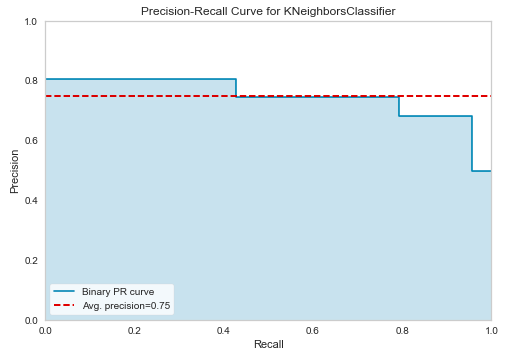 Precision-Recall Curve for KNeighborsClassifier
1.0
0.8
0.6
0.4
0.2
0.0
Precision
Binary PR curve
Avg. precision=0.75
0.0 0.2 0.4 0.6 0.8 1.0
Recall